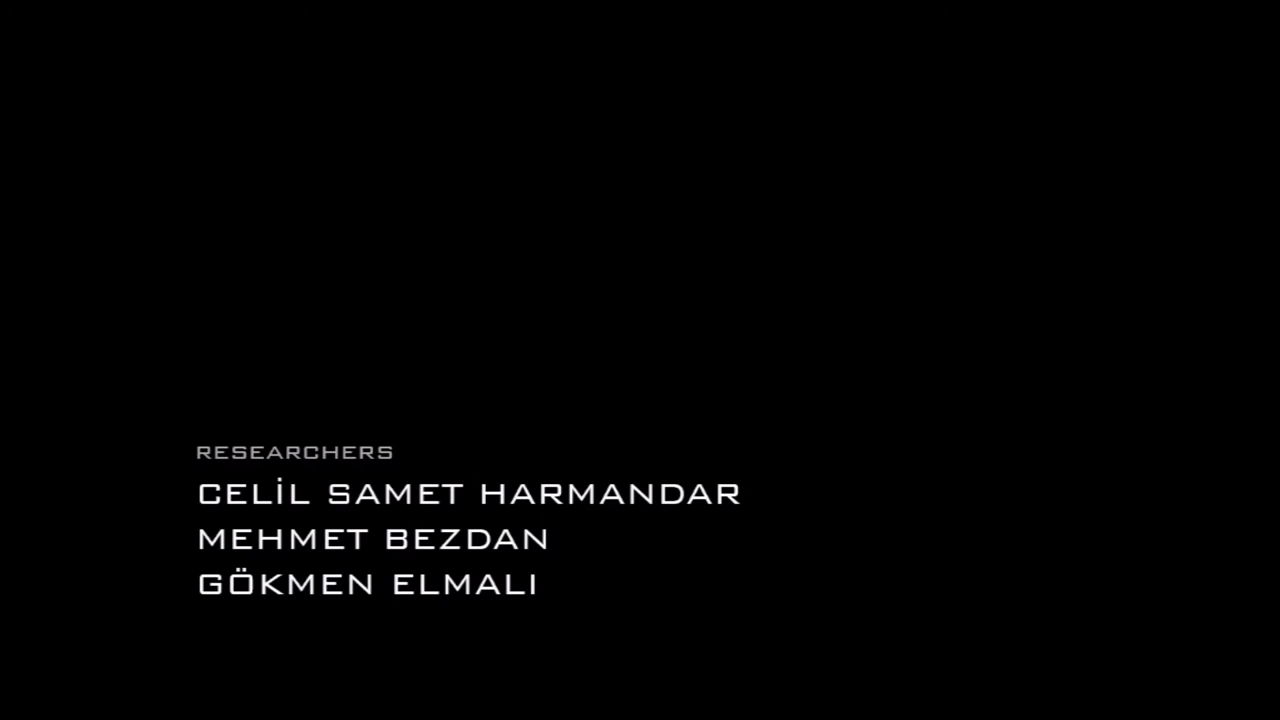 RESEARCHERS
CELİL SAMET HARMANDAR
MEHMET BEZDAN
GÖKMEN ELMALI